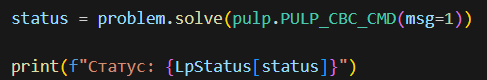 status = problem.solve(pulp.PULP_CBC_CMD(msg=1))
print(f"Статус: {LpStatus[status]}")